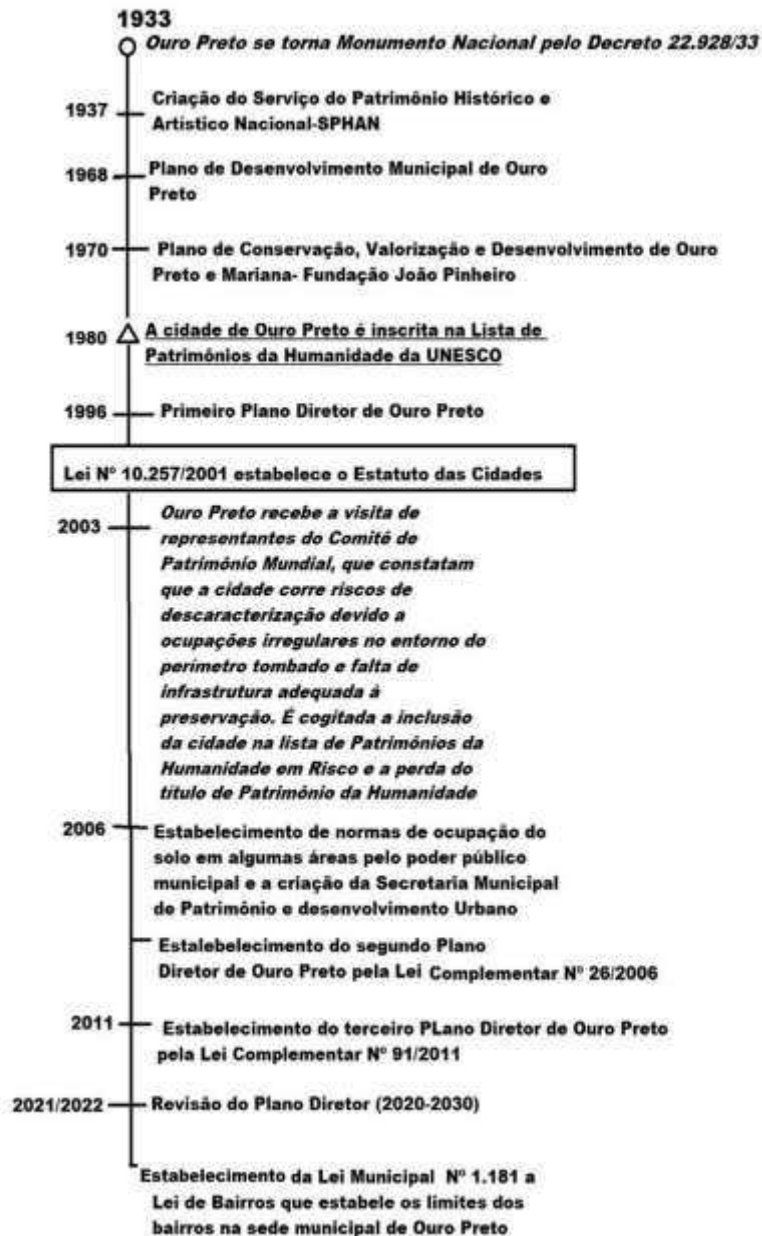 1933
Ouro Preto se torna Monumento Nacional pelo Decreto 22.928/33
1937
Criação do Serviço do Patrimônio Histórico e
Artístico Nacional-SPHAN
1968
Plano de Desenvolvimento Municipal de Ouro
Preto
1970
Plano de Conservação, Valorização e Desenvolvimento de Ouro
Preto e Mariana- Fundação João Pinheiro
1980
A cidade de Ouro Preto é inscrita na Lista de
Patrimônios da Humanidade da UNESCO
1996
Primeiro Plano Diretor de Ouro Preto
Lei Nº 10.257/2001 estabelece o Estatuto das Cidades
2003
Ouro Preto recebe a visita de
representantes do Comitê de
Patrimônio Mundial, que constatam
que a cidade corre riscos de
descaracterização devido a
ocupações irregulares no entorno do
perímetro tombado e falta de
infrastrutura adequada à
preservação. É cogitada a inclusão
da cidade na lista de Patrimônios da
Humanidade em Risco e a perda do
título de Patrimônio da Humanidade
2006
Estabelecimento de normas de ocupação do
solo em algumas áreas pelo poder público
municipal e a criação da Secretaria Municipal
de Patrimônio e desenvolvimento Urbano
Estalebelecimento do segundo Plano
Diretor de Ouro Preto pela Lei Complementar Nº 26/2006
2011
Estabelecimento do terceiro PLano Diretor de Ouro Preto
pela Lei Complementar Nº 91/2011
2021/2022
Revisão do Plano Diretor (2020-2030)
Estabelecimento da Lei Municipal Nº 1.181 a
Lei de Bairros que estabele os limites dos
bairros na sede municipal de Ouro Preto